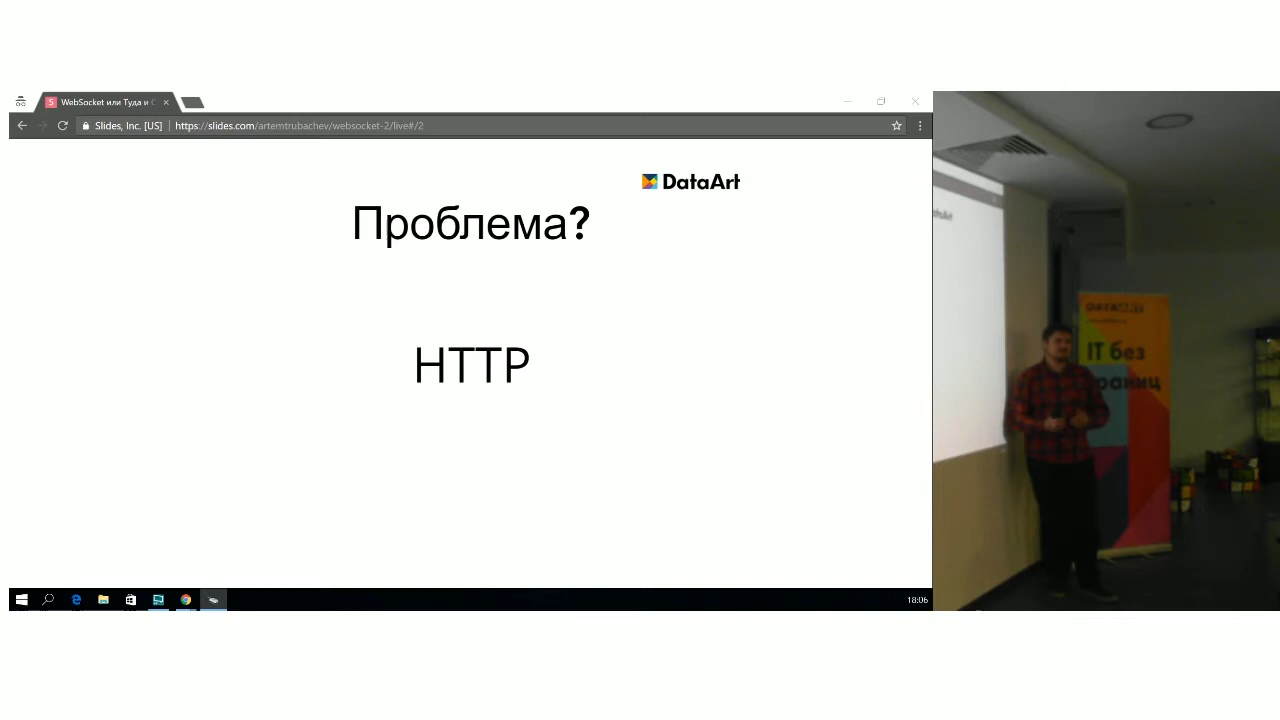 WebSocket или Туда и
Slides, Inc. [US]
https://slides.com/artemtrubachev/websocket-2/live#/2
DataArt
Проблема?
HTTP
18:06
IT без